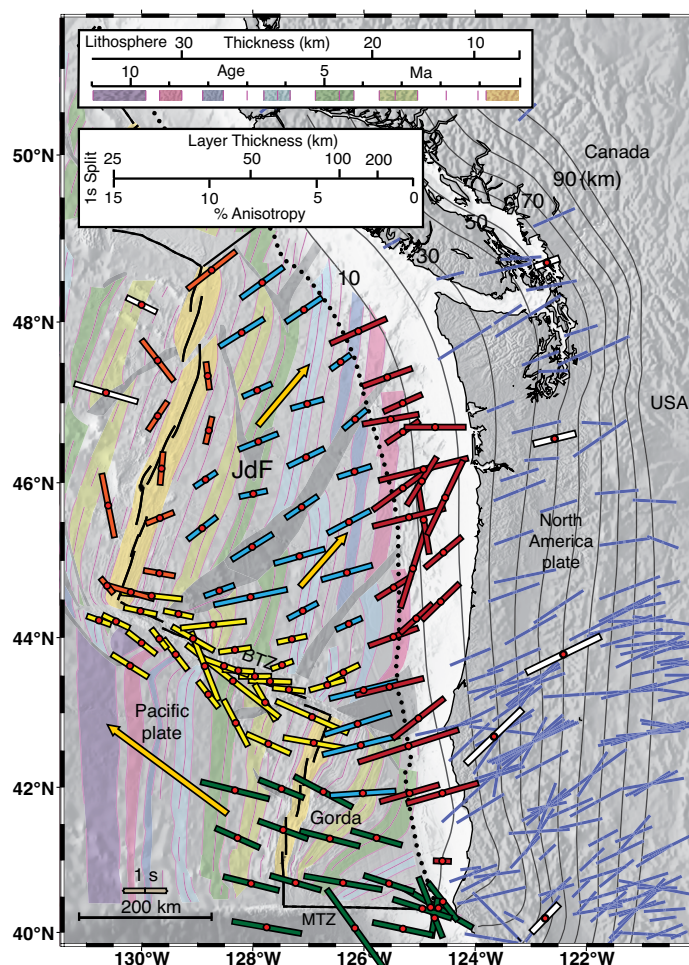 Lithosphere 30 Thickness (km) 20 10
10 Age 5 Ma
Layer Thickness (km)
25 50 100 200
1s Split
15 10 5 0
% Anisotropy
50°N
48°N
46°N
44°N
42°N
40°N
Canada
90 (km)
70
50
30
10
USA
JdF
North
America
plate
BTZ
Pacific
plate
Gorda
1 s
200 km
MTZ
130°W 128°W 126°W 124°W 122°W